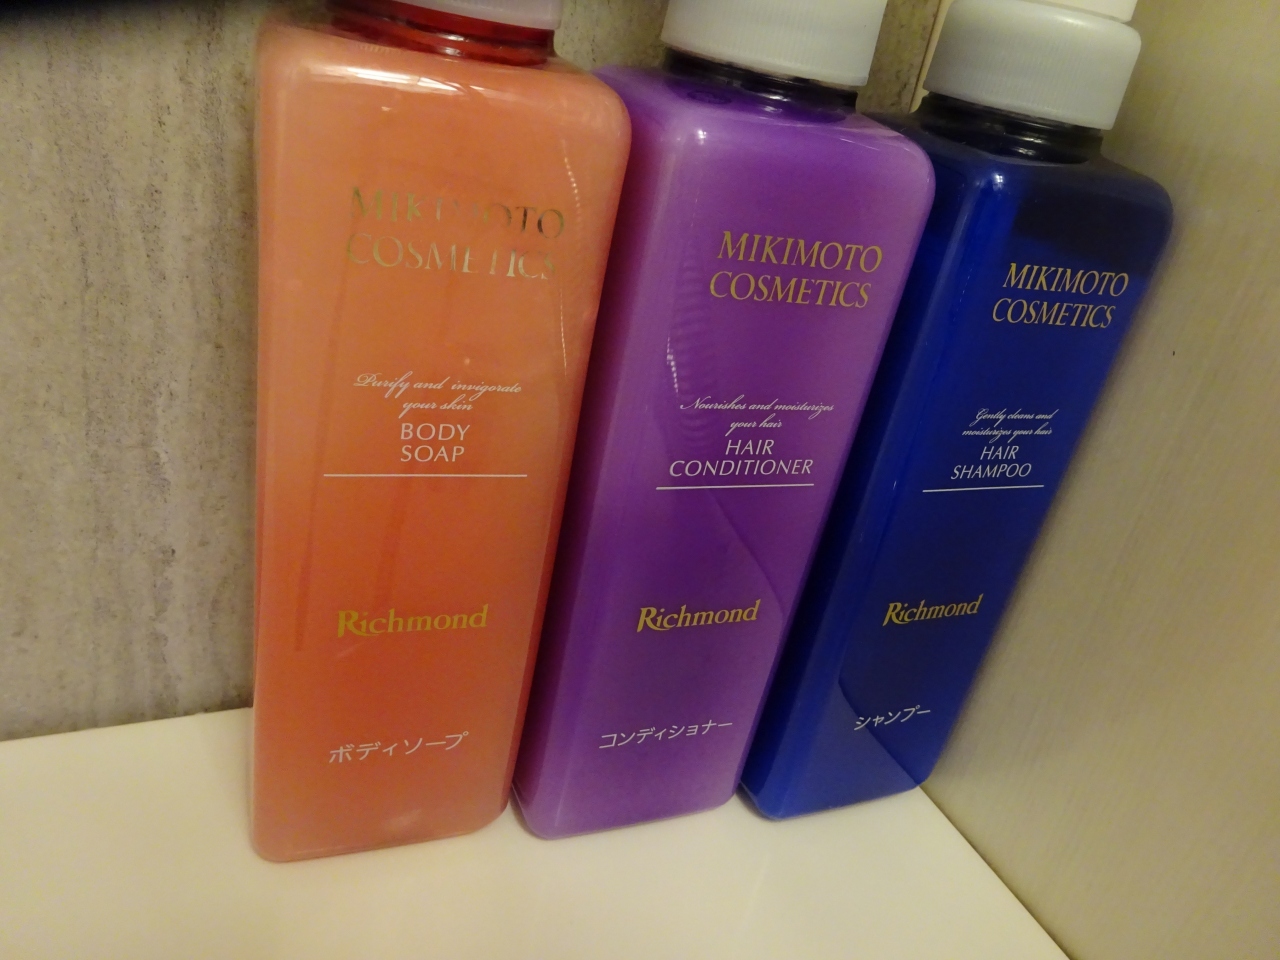 MIKIMOTO
COSMETICS
Purify and invigorate
your skin
BODY
SOAP
Richmond
ボディソープ
MIKIMOTO
COSMETICS
Nourishes and moisturizes
your hair
HAIR
CONDITIONER
Richmond
コンディショナー
MIKIMOTO
COSMETICS
Gently cleans and
moisturizes your hair
HAIR
SHAMPOO
Richmond
シャンプー